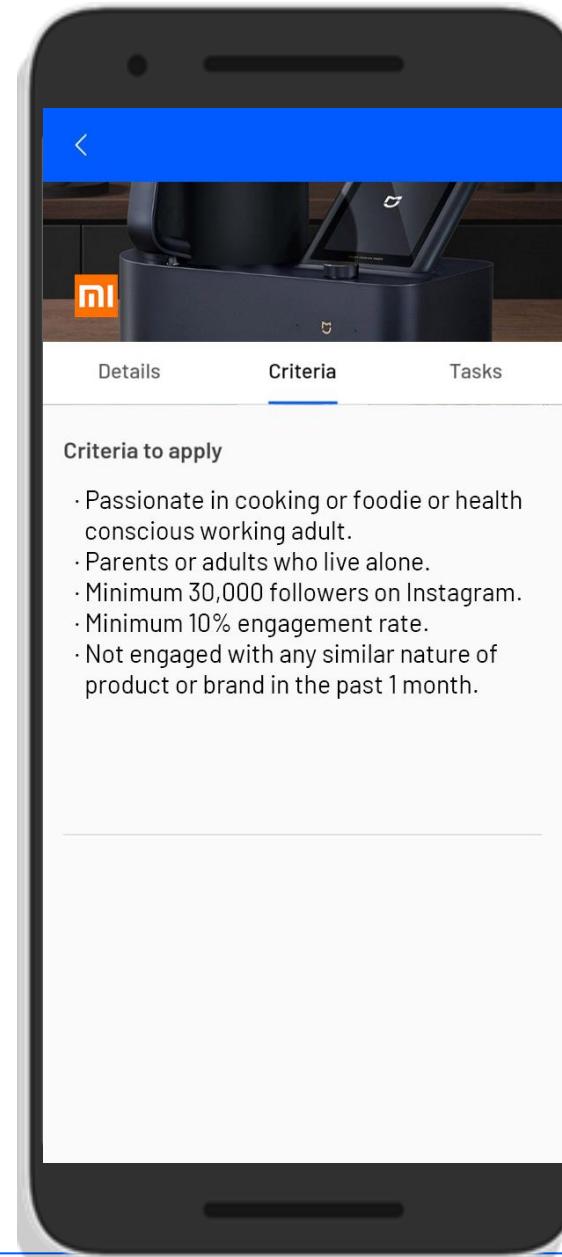 mi
Details Criteria Tasks
Criteria to apply
· Passionate in cooking or foodie or health
conscious working adult.
· Parents or adults who live alone.
· Minimum 30,000 followers on Instagram.
· Minimum 10% engagement rate.
· Not engaged with any similar nature of
product or brand in the past 1 month.